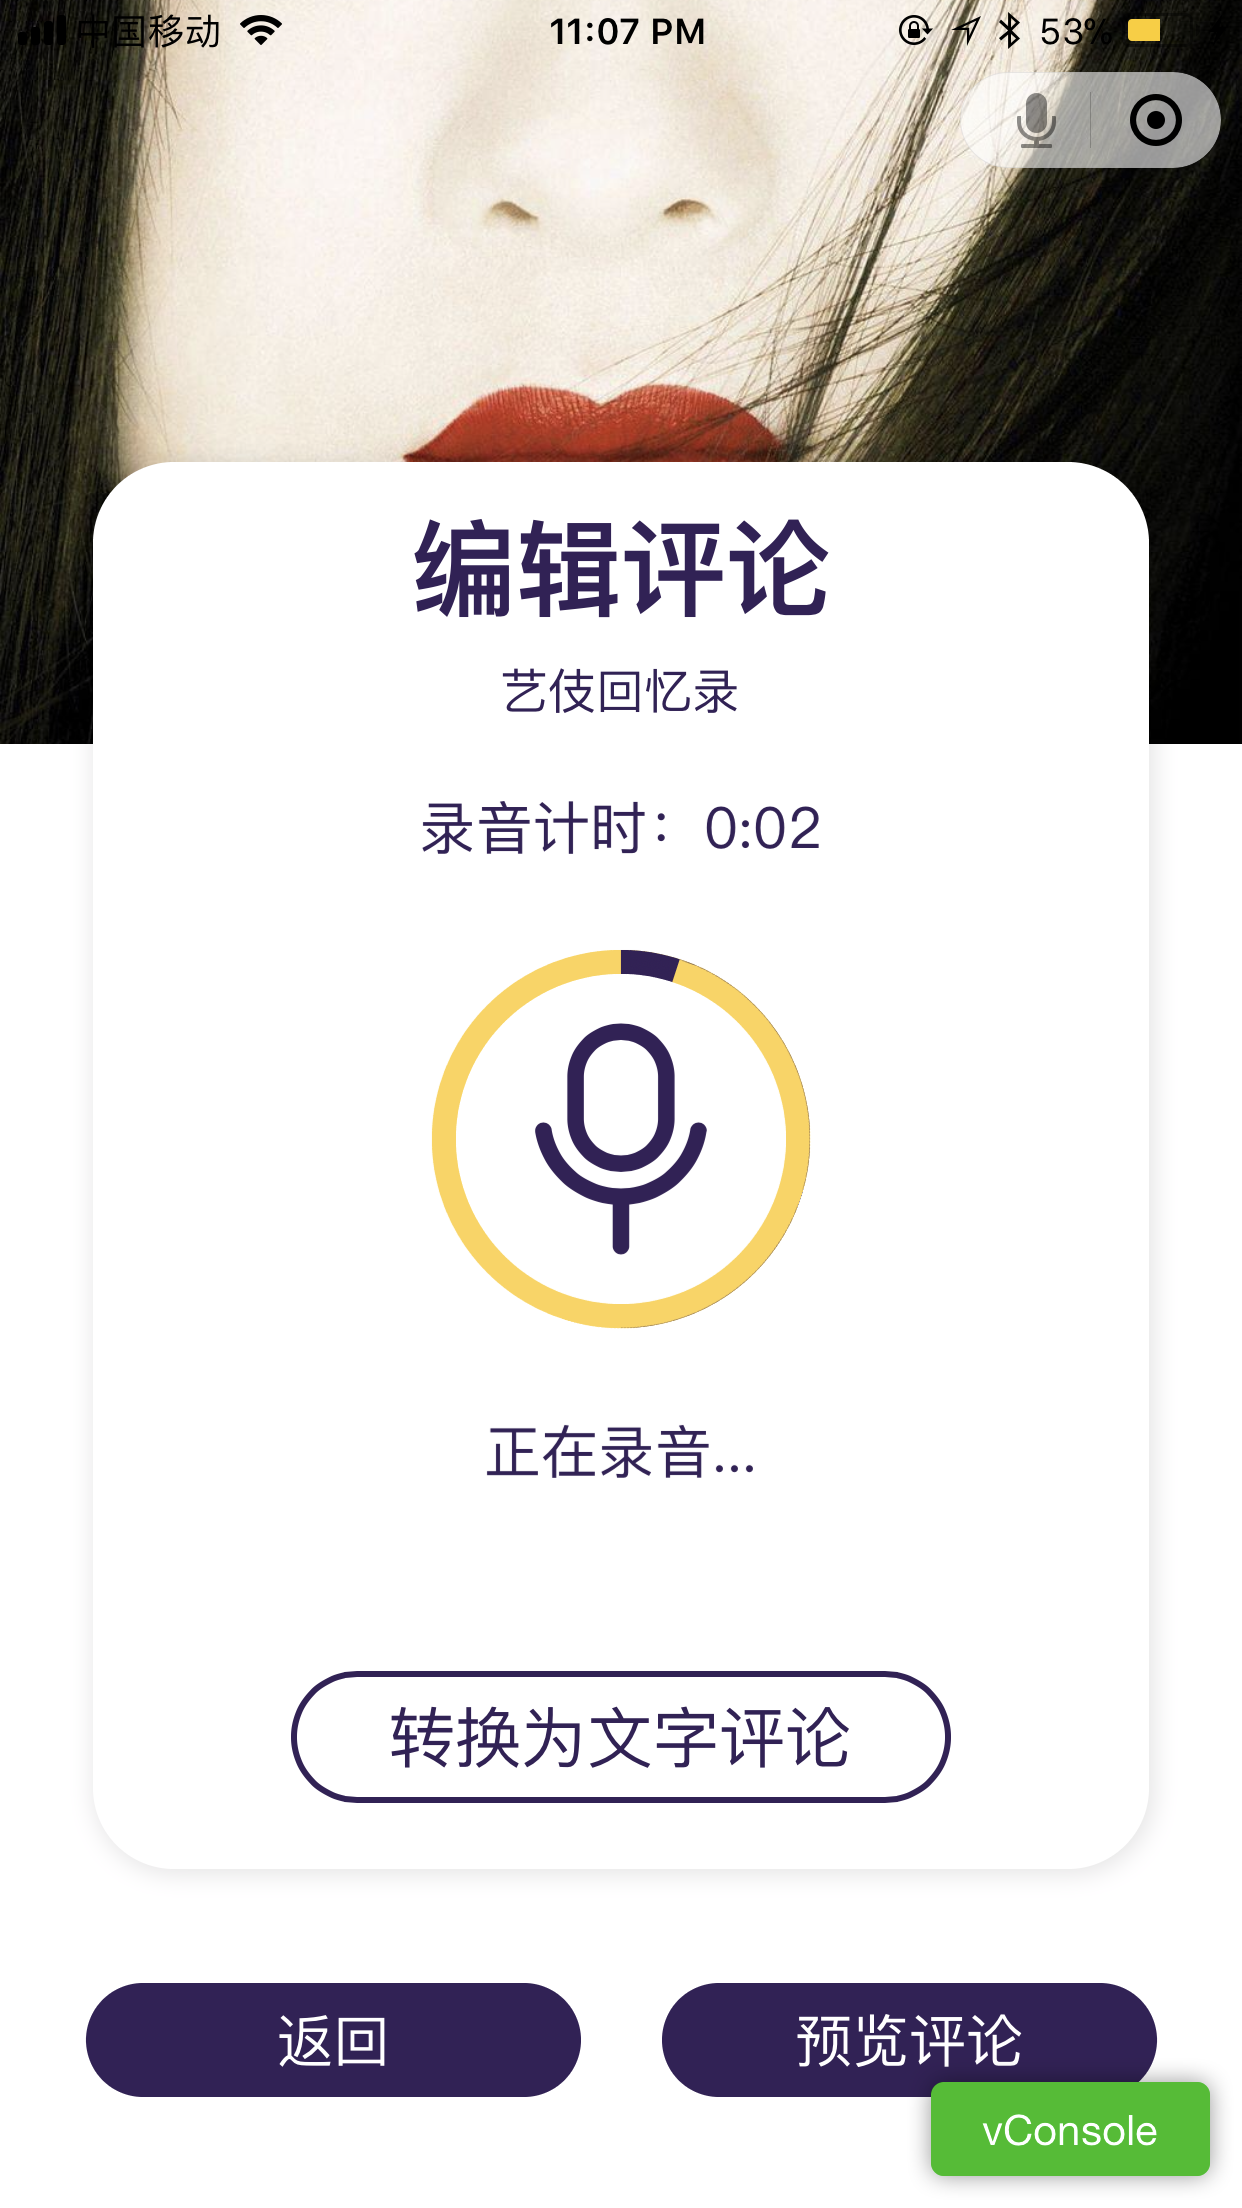 中国移动
11:07 PM
53%
编辑评论
艺伎回忆录
录音计时：0:02
正在录音...
转换为文字评论
返回
预览评论
vConsole